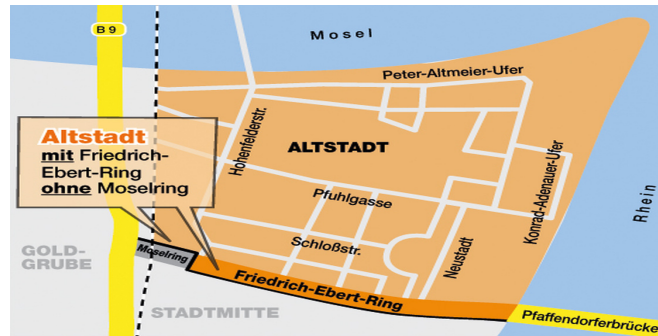 B 9
Mosel
Peter-Altmeier-Ufer
Altstadt
mit Friedrich-
Ebert-Ring
ohne Moselring
Hohenfelderstr.
ALTSTADT
Konrad-Adenauer-Ufer
Rhein
Pfuhlgasse
Schloßstr.
Neustadt
GOLD-
GRUBE
Moselring
Friedrich-Ebert-Ring
STADTMITTE
Pfaffendorferbrücke